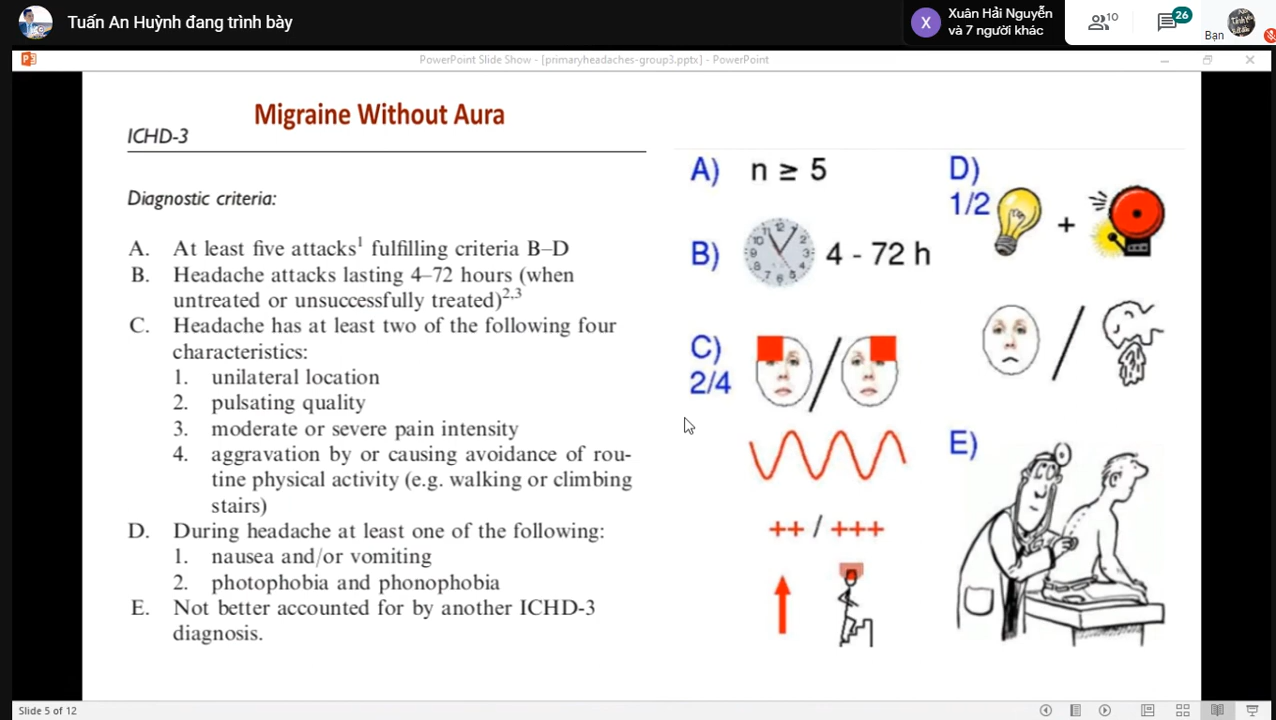 Tuấn An Huỳnh đang trình bày
X
Xuân Hải Nguyễn
và 7 người khác
10
26
Bạn
PowerPoint Slide Show - [primaryheadaches-group3.pptx] - PowerPoint
Migraine Without Aura
ICHD-3
Diagnostic criteria:
A. At least five attacks¹ fulfilling criteria B–D
B. Headache attacks lasting 4–72 hours (when
untreated or unsuccessfully treated)²,³
C. Headache has at least two of the following four
characteristics:
1. unilateral location
2. pulsating quality
3. moderate or severe pain intensity
4. aggravation by or causing avoidance of rou-
tine physical activity (e.g. walking or climbing
stairs)
D. During headache at least one of the following:
1. nausea and/or vomiting
2. photophobia and phonophobia
E. Not better accounted for by another ICHD-3
diagnosis.
A) n ≥ 5
B) 4 - 72 h
C)
2/4
++ / +++
D)
1/2
+
/
E)
Slide 5 of 12